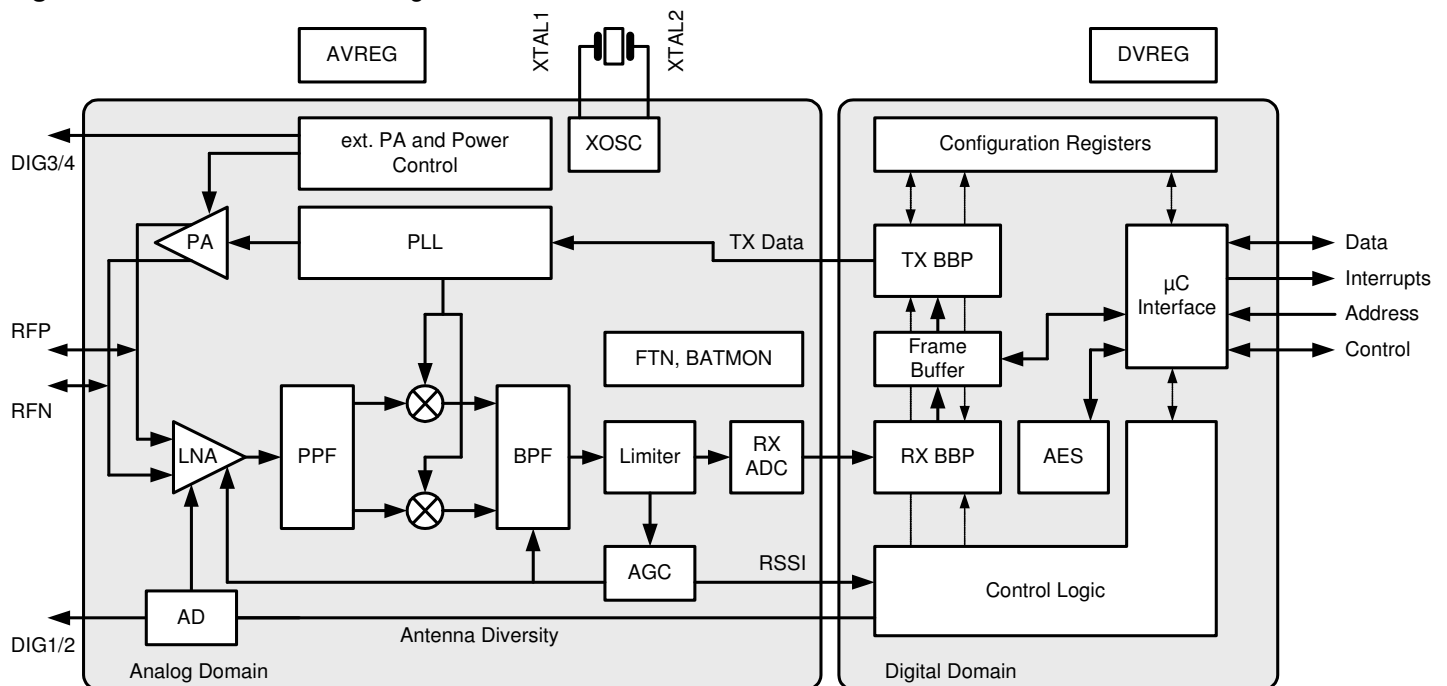 XTAL1
XTAL2
AVREG
DVREG
XOSC
ext. PA and Power
Control
Configuration Registers
DIG3/4
PA
PLL
TX Data
TX BBP
µC
Interface
Data
Interrupts
Address
Control
RFP
RFN
FTN, BATMON
Frame
Buffer
LNA
PPF
BPF
Limiter
RX
ADC
RX BBP
AES
AGC
RSSI
Control Logic
AD
DIG1/2
Antenna Diversity
Analog Domain
Digital Domain